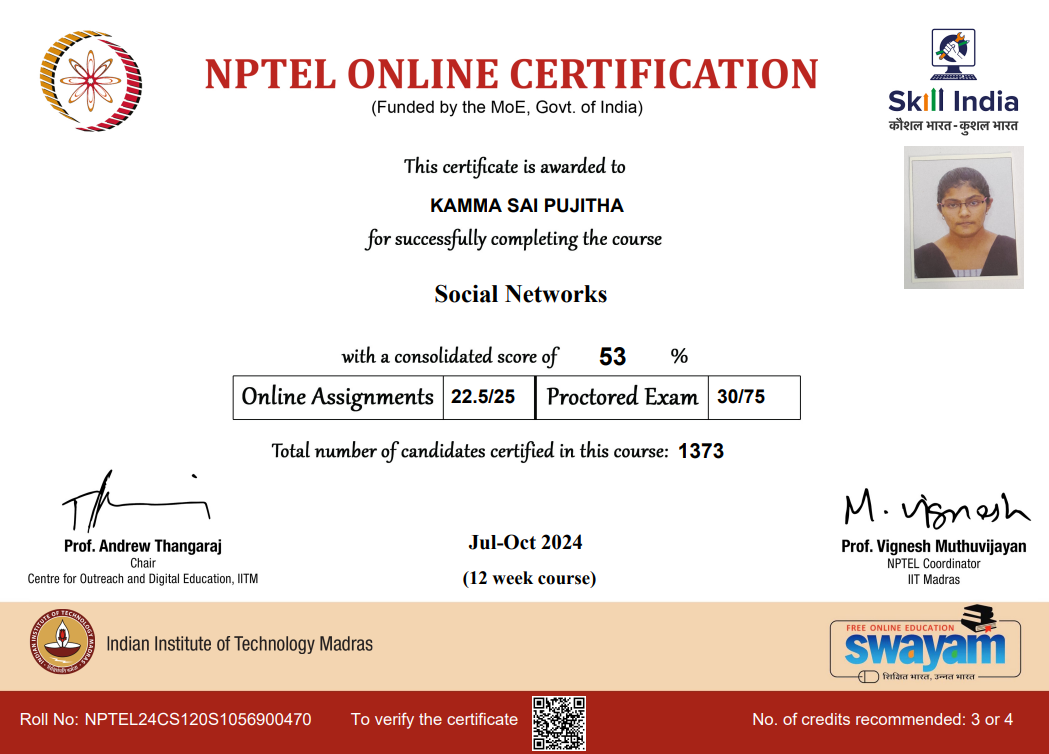 NPTEL ONLINE CERTIFICATION
(Funded by the MoE, Govt. of India)
Skill India
कौशल भारत - कुशल भारत
This certificate is awarded to
KAMMA SAI PUJITHA
for successfully completing the course
Social Networks
with a consolidated score of 53 %
Online Assignments 22.5/25 Proctored Exam 30/75
Total number of candidates certified in this course: 1373
Prof. Andrew Thangaraj
Chair
Centre for Outreach and Digital Education, IITM
Jul-Oct 2024
(12 week course)
M. Vignesh
Prof. Vignesh Muthuvijayan
NPTEL Coordinator
IIT Madras
INDIAN INSTITUTE OF TECHNOLOGY MADRAS
Indian Institute of Technology Madras
FREE ONLINE EDUCATION
swayam
शिक्षित भारत, उन्नत भारत
Roll No: NPTEL24CS120S1056900470 To verify the certificate No. of credits recommended: 3 or 4